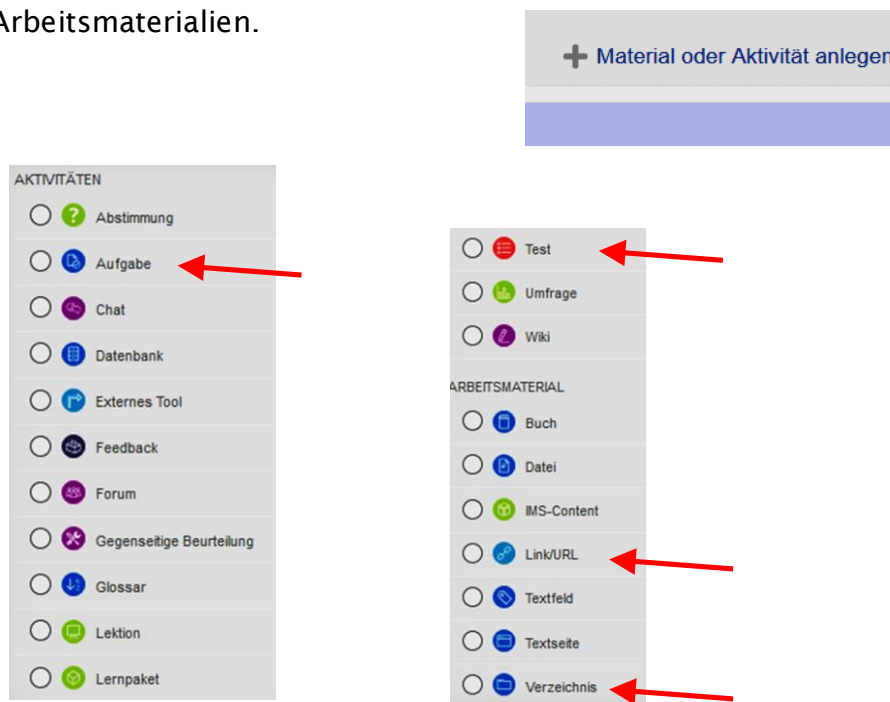 Arbeitsmaterialien.
Material oder Aktivität anlegen
AKTIVITÄTEN
Abstimmung
Aufgabe
Chat
Datenbank
Externes Tool
Feedback
Forum
Gegenseitige Beurteilung
Glossar
Lektion
Lernpaket
Test
Umfrage
Wiki
ARBEITSMATERIAL
Buch
Datei
IMS-Content
Link/URL
Textfeld
Textseite
Verzeichnis